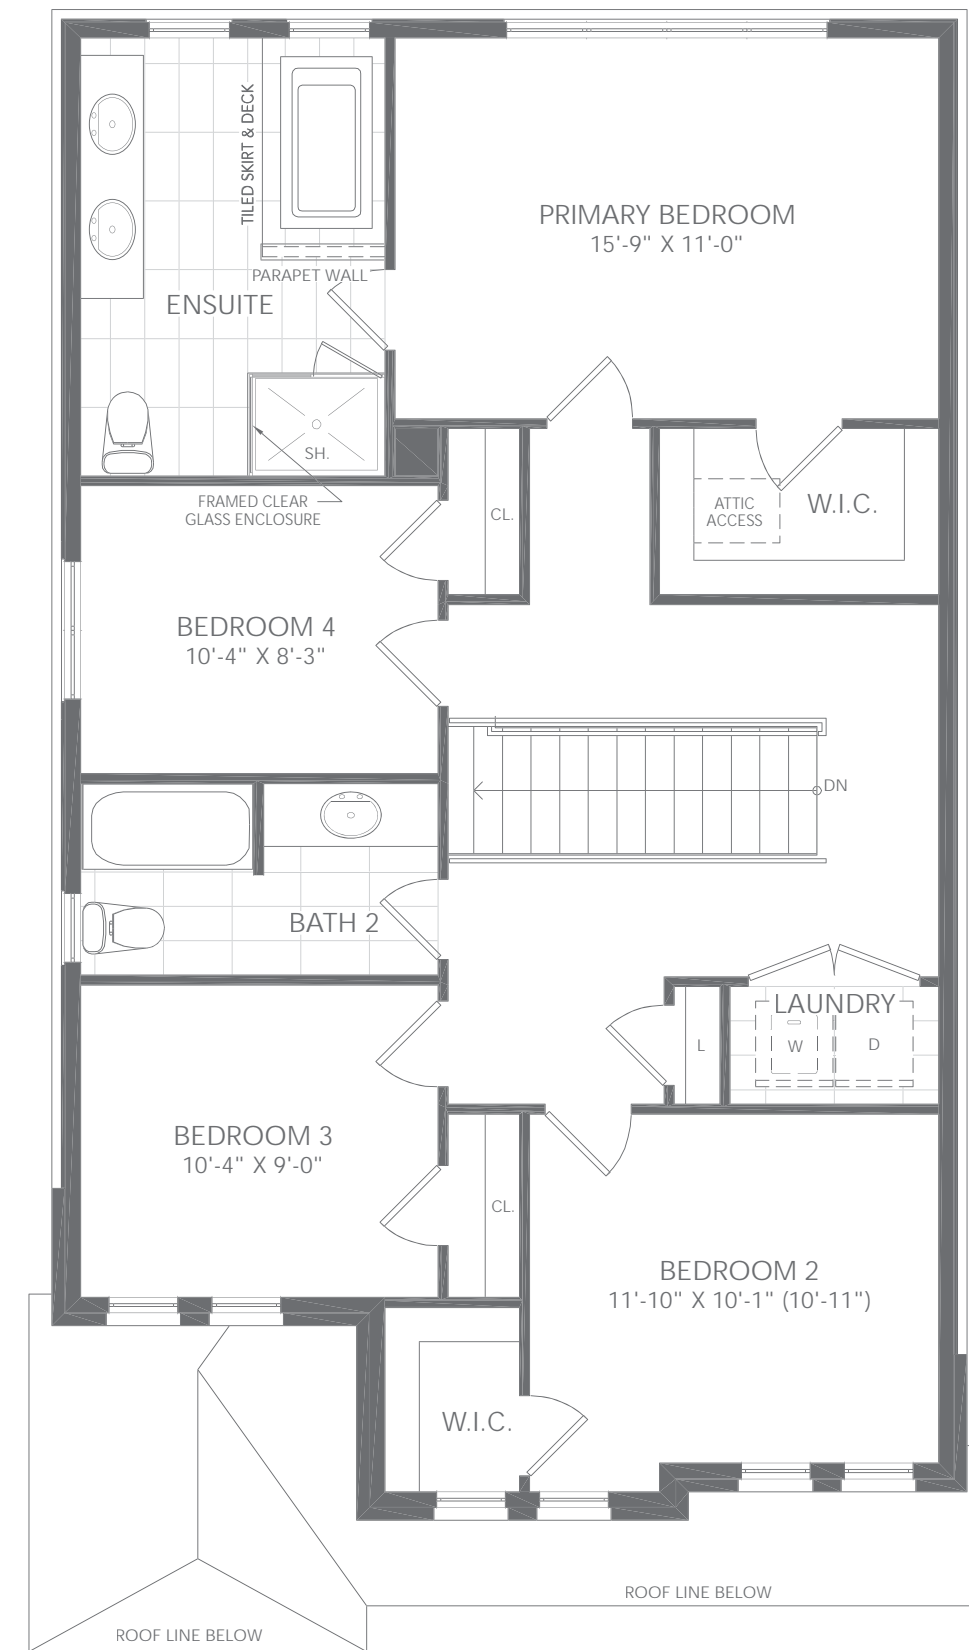 TILED SKIRT & DECK
PRIMARY BEDROOM
15'-9" X 11'-0"
PARAPET WALL
ENSUITE
SH.
FRAMED CLEAR
GLASS ENCLOSURE
CL.
ATTIC
ACCESS
W.I.C.
BEDROOM 4
10'-4" X 8'-3"
DN
BATH 2
LAUNDRY
L
W
D
BEDROOM 3
10'-4" X 9'-0"
CL.
BEDROOM 2
11'-10" X 10'-1" (10'-11")
W.I.C.
ROOF LINE BELOW
ROOF LINE BELOW